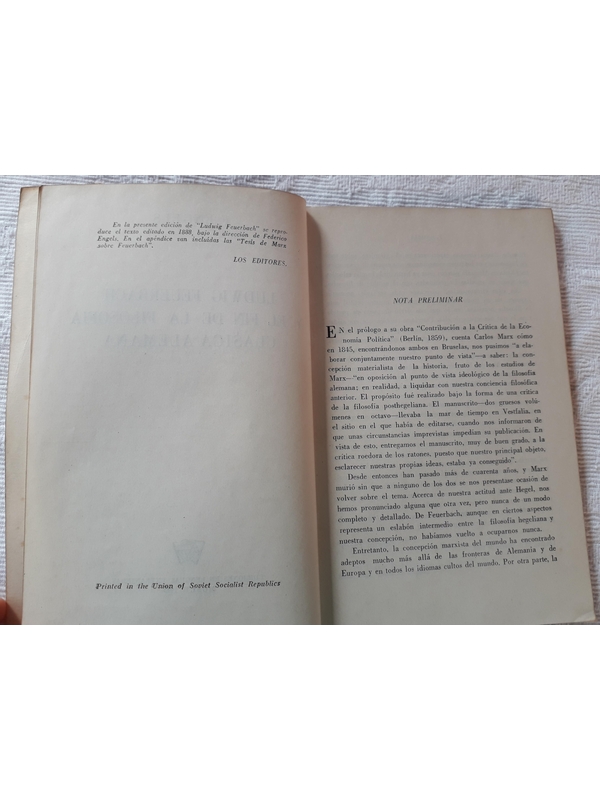 En la presente edición de "Ludwig Feuerbach" se repro-
duce el texto editado en 1888, bajo la dirección de Federico
Engels. En el apéndice van incluídas las "Tesis de Marx
sobre Feuerbach".
LOS EDITORES.
Printed in the Union of Soviet Socialist Republics
NOTA PRELIMINAR
EN el prólogo a su obra "Contribución a la Crítica de la Eco-
nomía Política" (Berlín, 1859), cuenta Carlos Marx cómo
en 1845, encontrándonos ambos en Bruselas, nos pusimos "a ela-
borar conjuntamente nuestro punto de vista"—a saber: la con-
cepción materialista de la historia, fruto de los estudios de
Marx—"en oposición al punto de vista ideológico de la filosofía
alemana; en realidad, a liquidar con nuestra conciencia filosófica
anterior. El propósito fué realizado bajo la forma de una crítica
de la filosofía posthegeliana. El manuscrito—dos gruesos volú-
menes en octavo—llevaba la mar de tiempo en Vestfalia, en
el sitio en el que había de editarse, cuando nos informaron de
que unas circunstancias imprevistas impedían su publicación. En
vista de esto, entregamos el manuscrito, muy de buen grado, a la
crítica roedora de los ratones, puesto que nuestro principal objeto,
esclarecer nuestras propias ideas, estaba ya conseguido".
Desde entonces han pasado más de cuarenta años, y Marx
murió sin que a ninguno de los dos se nos presentase ocasión de
volver sobre el tema. Acerca de nuestra actitud ante Hegel, nos
hemos pronunciado alguna que otra vez, pero nunca de un modo
completo y detallado. De Feuerbach, aunque en ciertos aspectos
representa un eslabón intermedio entre la filosofía hegeliana y
nuestra concepción, no habíamos vuelto a ocuparnos nunca.
Entretanto, la concepción marxista del mundo ha encontrado
adeptos mucho más allá de las fronteras de Alemania y de
Europa y en todos los idiomas cultos del mundo. Por otra parte, la